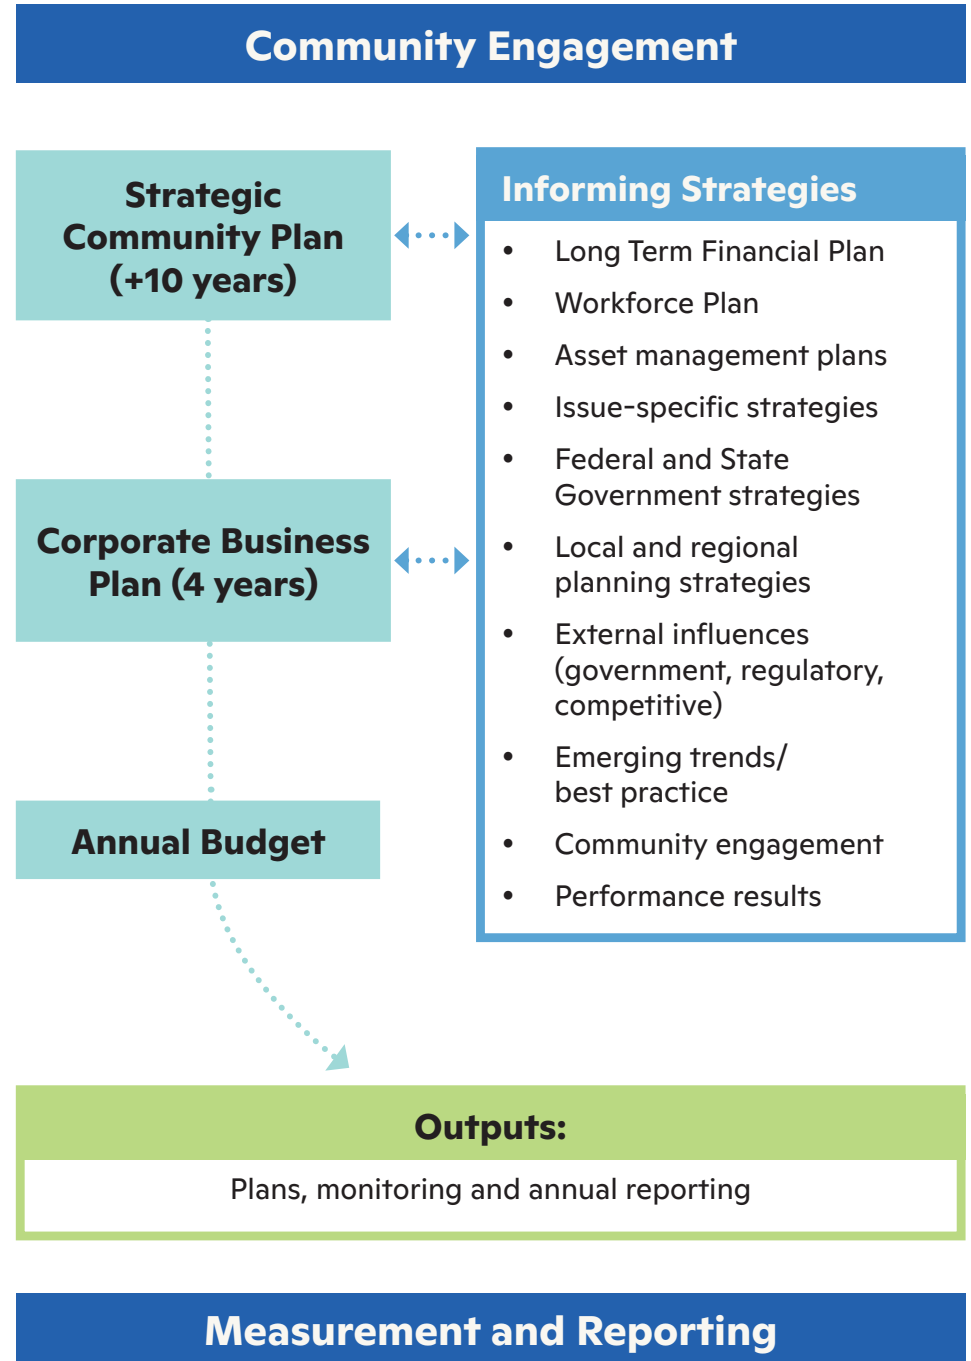 Community Engagement
Strategic
Community Plan
(+10 years)
Corporate Business
Plan (4 years)
Annual Budget
Informing Strategies
• Long Term Financial Plan
• Workforce Plan
• Asset management plans
• Issue-specific strategies
• Federal and State
Government strategies
• Local and regional
planning strategies
• External influences
(government, regulatory,
competitive)
• Emerging trends/
best practice
• Community engagement
• Performance results
Outputs:
Plans, monitoring and annual reporting
Measurement and Reporting